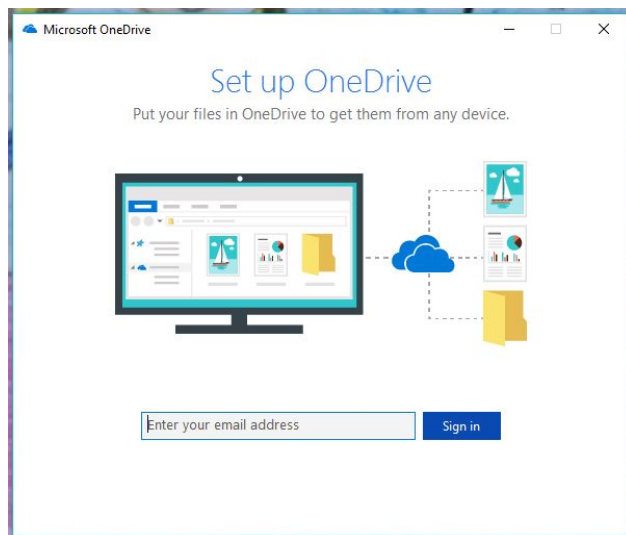 Microsoft OneDrive
Set up OneDrive
Put your files in OneDrive to get them from any device.
Enter your email address
Sign in